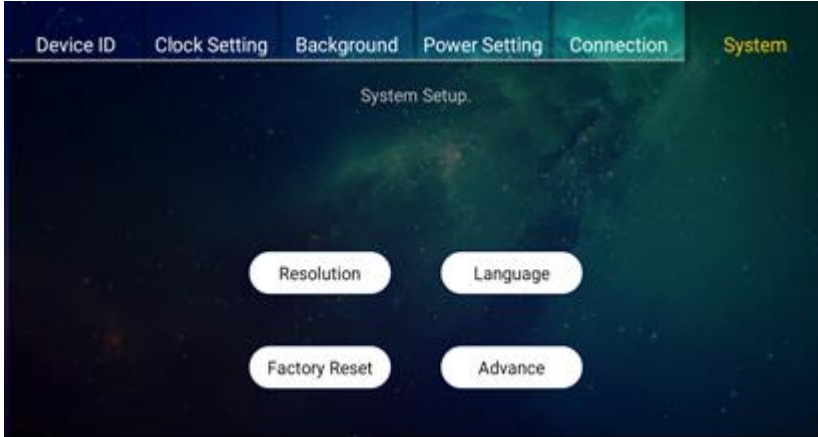 Device ID Clock Setting Background Power Setting Connection System
System Setup.
Resolution Language
Factory Reset Advance